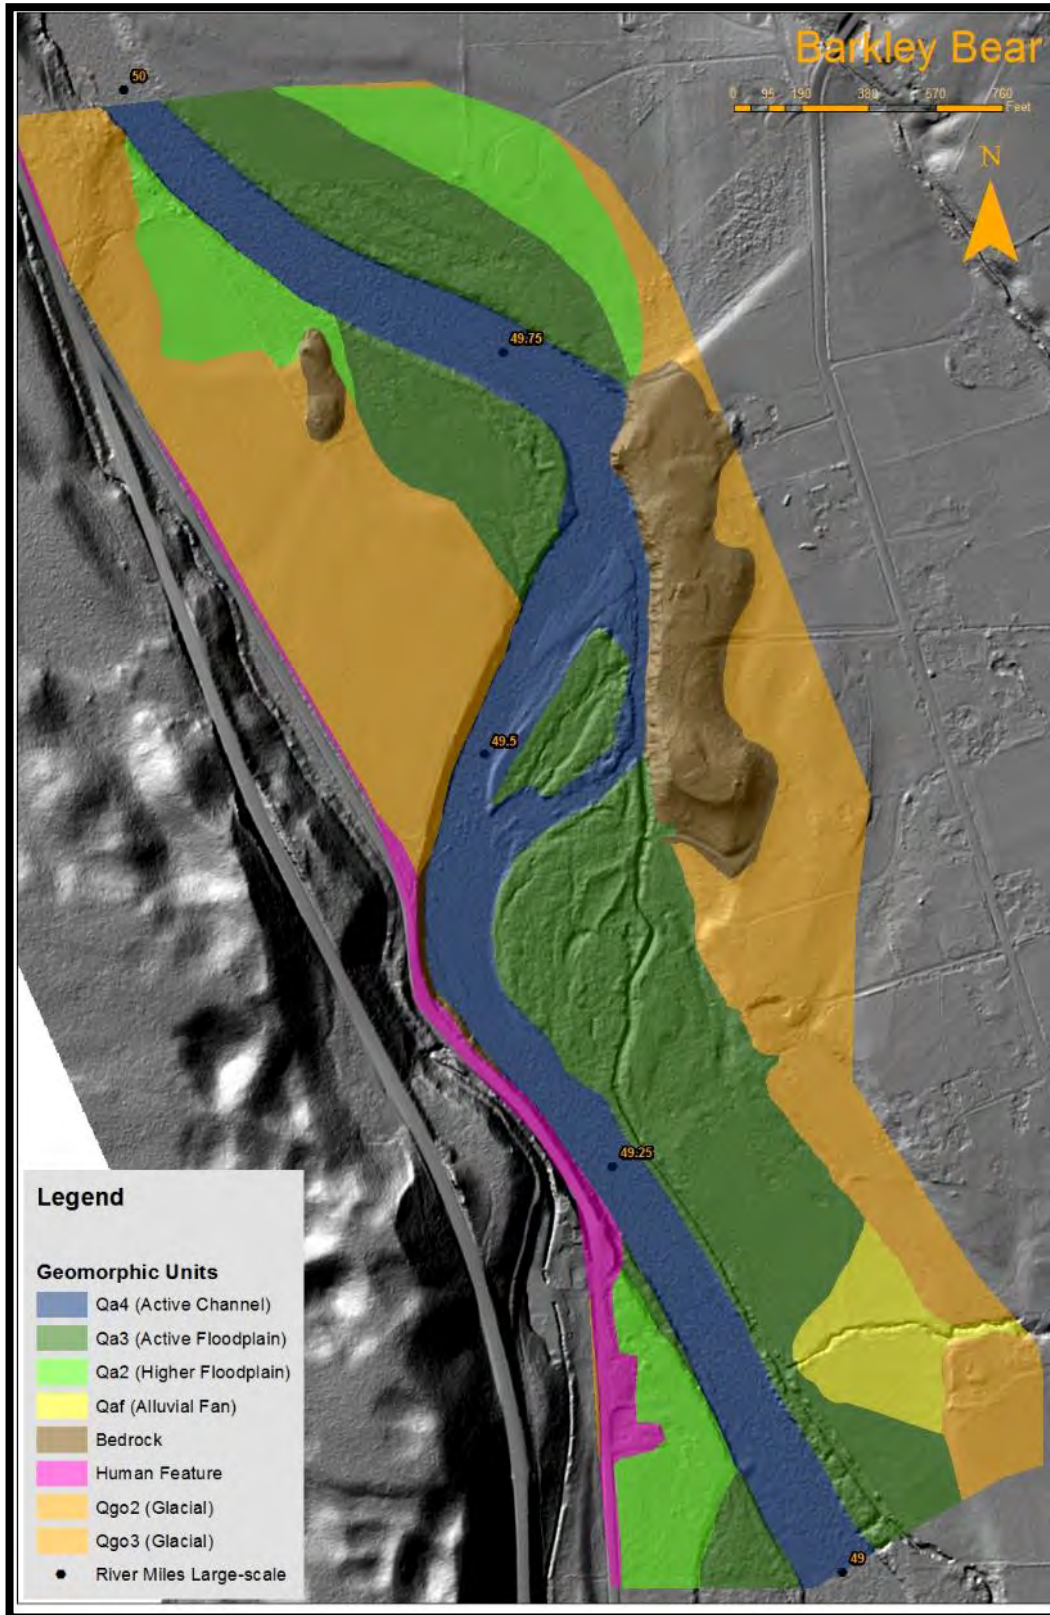 Barkley Bear
50
0 95 190 380 570 760
Feet
N
49.75
49.5
49.25
49
Legend
Geomorphic Units
Qa4 (Active Channel)
Qa3 (Active Floodplain)
Qa2 (Higher Floodplain)
Qaf (Alluvial Fan)
Bedrock
Human Feature
Qgo2 (Glacial)
Qgo3 (Glacial)
River Miles Large-scale